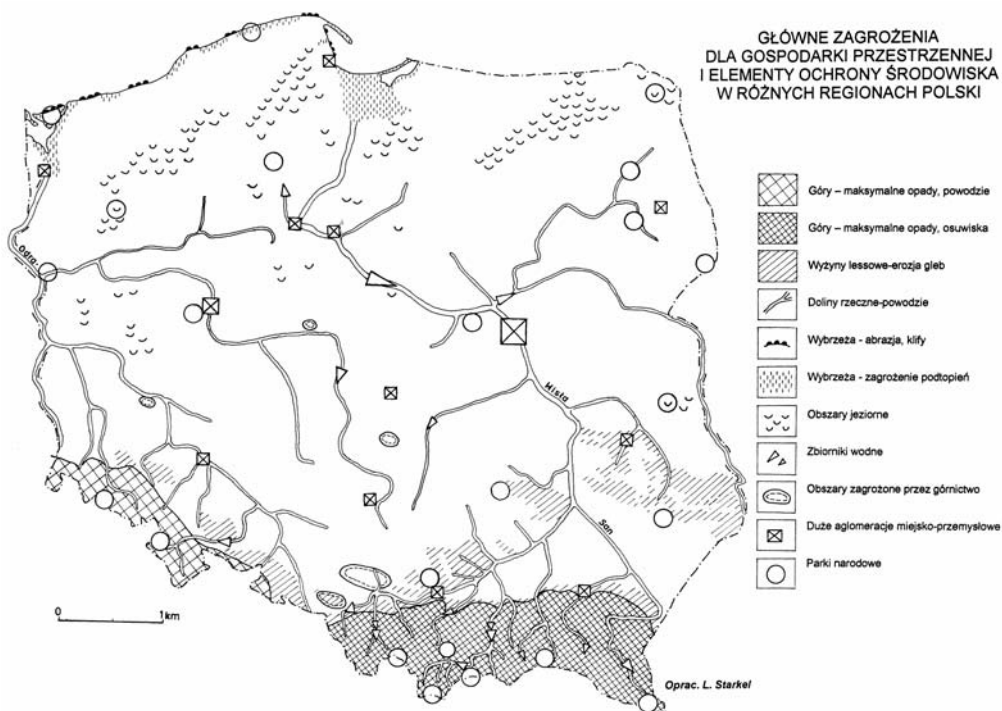 GŁÓWNE ZAGROŻENIA
DLA GOSPODARKI PRZESTRZENNEJ
I ELEMENTY OCHRONY ŚRODOWISKA
W RÓŻNYCH REGIONACH POLSKI
Góry – maksymalne opady, powodzie
Góry – maksymalne opady, osuwiska
Wyżyny lessowe-erozja gleb
Doliny rzeczne-powodzie
Wybrzeża - abrazja, klify
Wybrzeża - zagrożenie podtopień
Obszary jeziorne
Zbiorniki wodne
Obszary zagrożone przez górnictwo
Duże aglomeracje miejsko-przemysłowe
Parki narodowe
Odra
Wisła
San
0 1 km
Oprac. L. Starkel